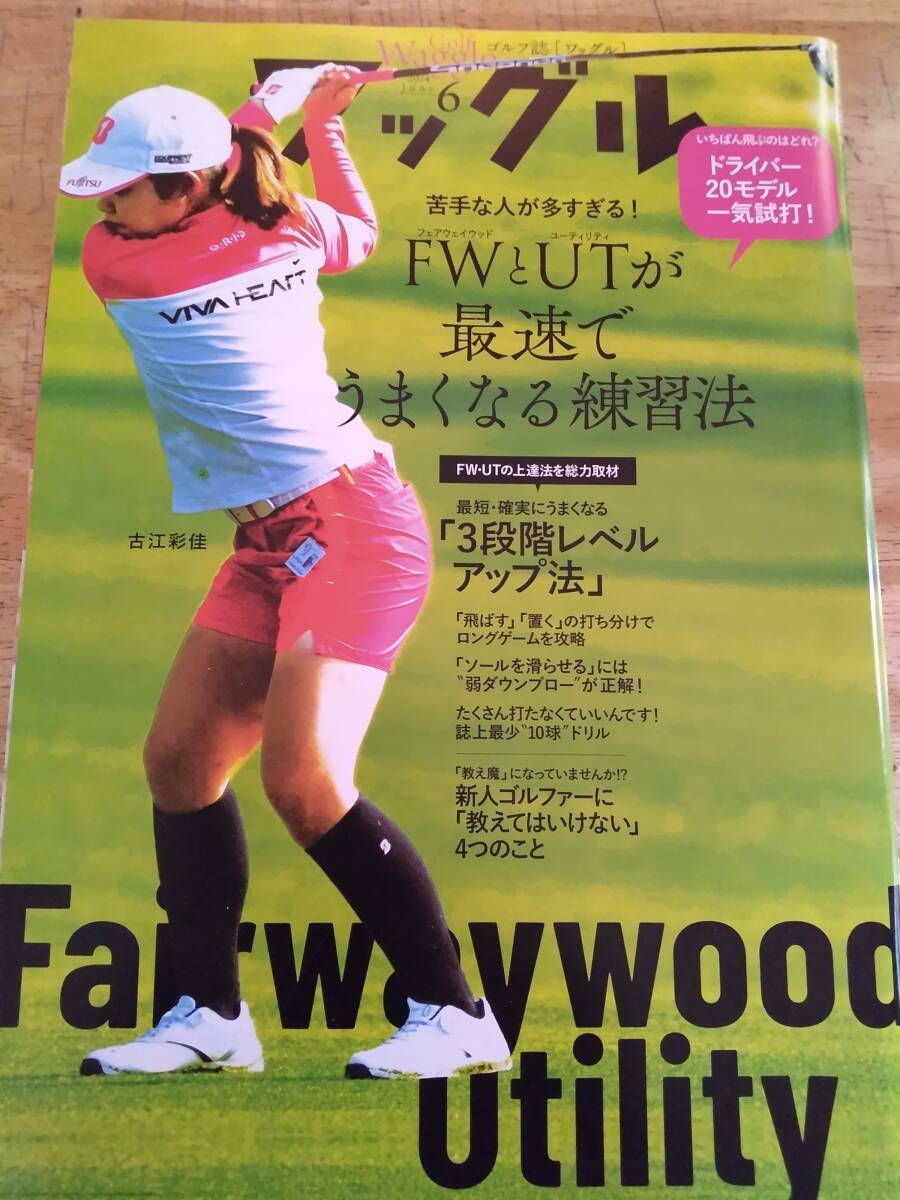 Golf
Waggle
ゴルフ誌[ワッグル]
2024
June
6
ワッグル
いちばん飛ぶのはどれ?
ドライバー
20モデル
一気試打!
苦手な人が多すぎる!
フェアウェイウッド ユーティリティ
FWとUTが
最速で
うまくなる練習法
FUJITSU
VIVA HEART
FW・UTの上達法を総力取材
最短・確実にうまくなる
「3段階レベル
アップ法」
古江彩佳
「飛ばす」「置く」の打ち分けで
ロングゲームを攻略
「ソールを滑らせる」には
“弱ダウンブロー”が正解!
たくさん打たなくていいんです!
誌上最少“10球”ドリル
「教え魔」になっていませんか!?
新人ゴルファーに
「教えてはいけない」
4つのこと
Fairwaywood
Utility